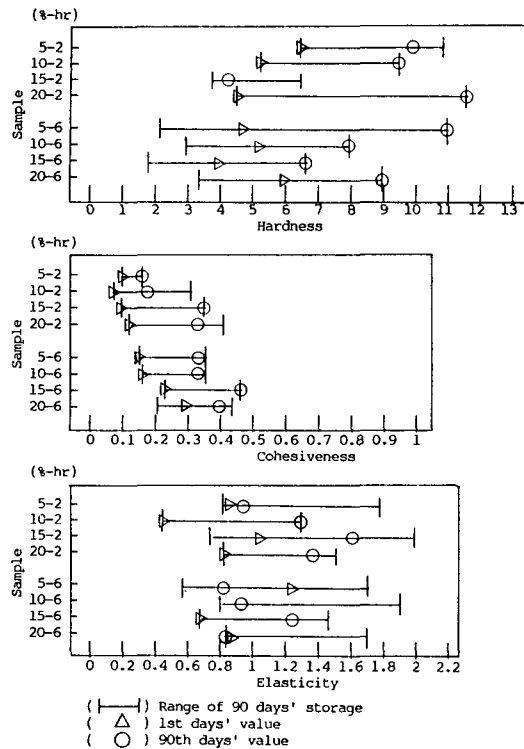 (%-hr)
5-2
10-2
15-2
20-2
5-6
10-6
15-6
20-6
Sample
0 1 2 3 4 5 6 7 8 9 10 11 12 13
Hardness
(%-hr)
5-2
10-2
15-2
20-2
5-6
10-6
15-6
20-6
Sample
0 0.1 0.2 0.3 0.4 0.5 0.6 0.7 0.8 0.9 1
Cohesiveness
(%-hr)
5-2
10-2
15-2
20-2
5-6
10-6
15-6
20-6
Sample
0 0.2 0.4 0.6 0.8 1 1.2 1.4 1.6 1.8 2 2.2
Elasticity
( ) Range of 90 days' storage
( ) 1st days' value
( ) 90th days' value